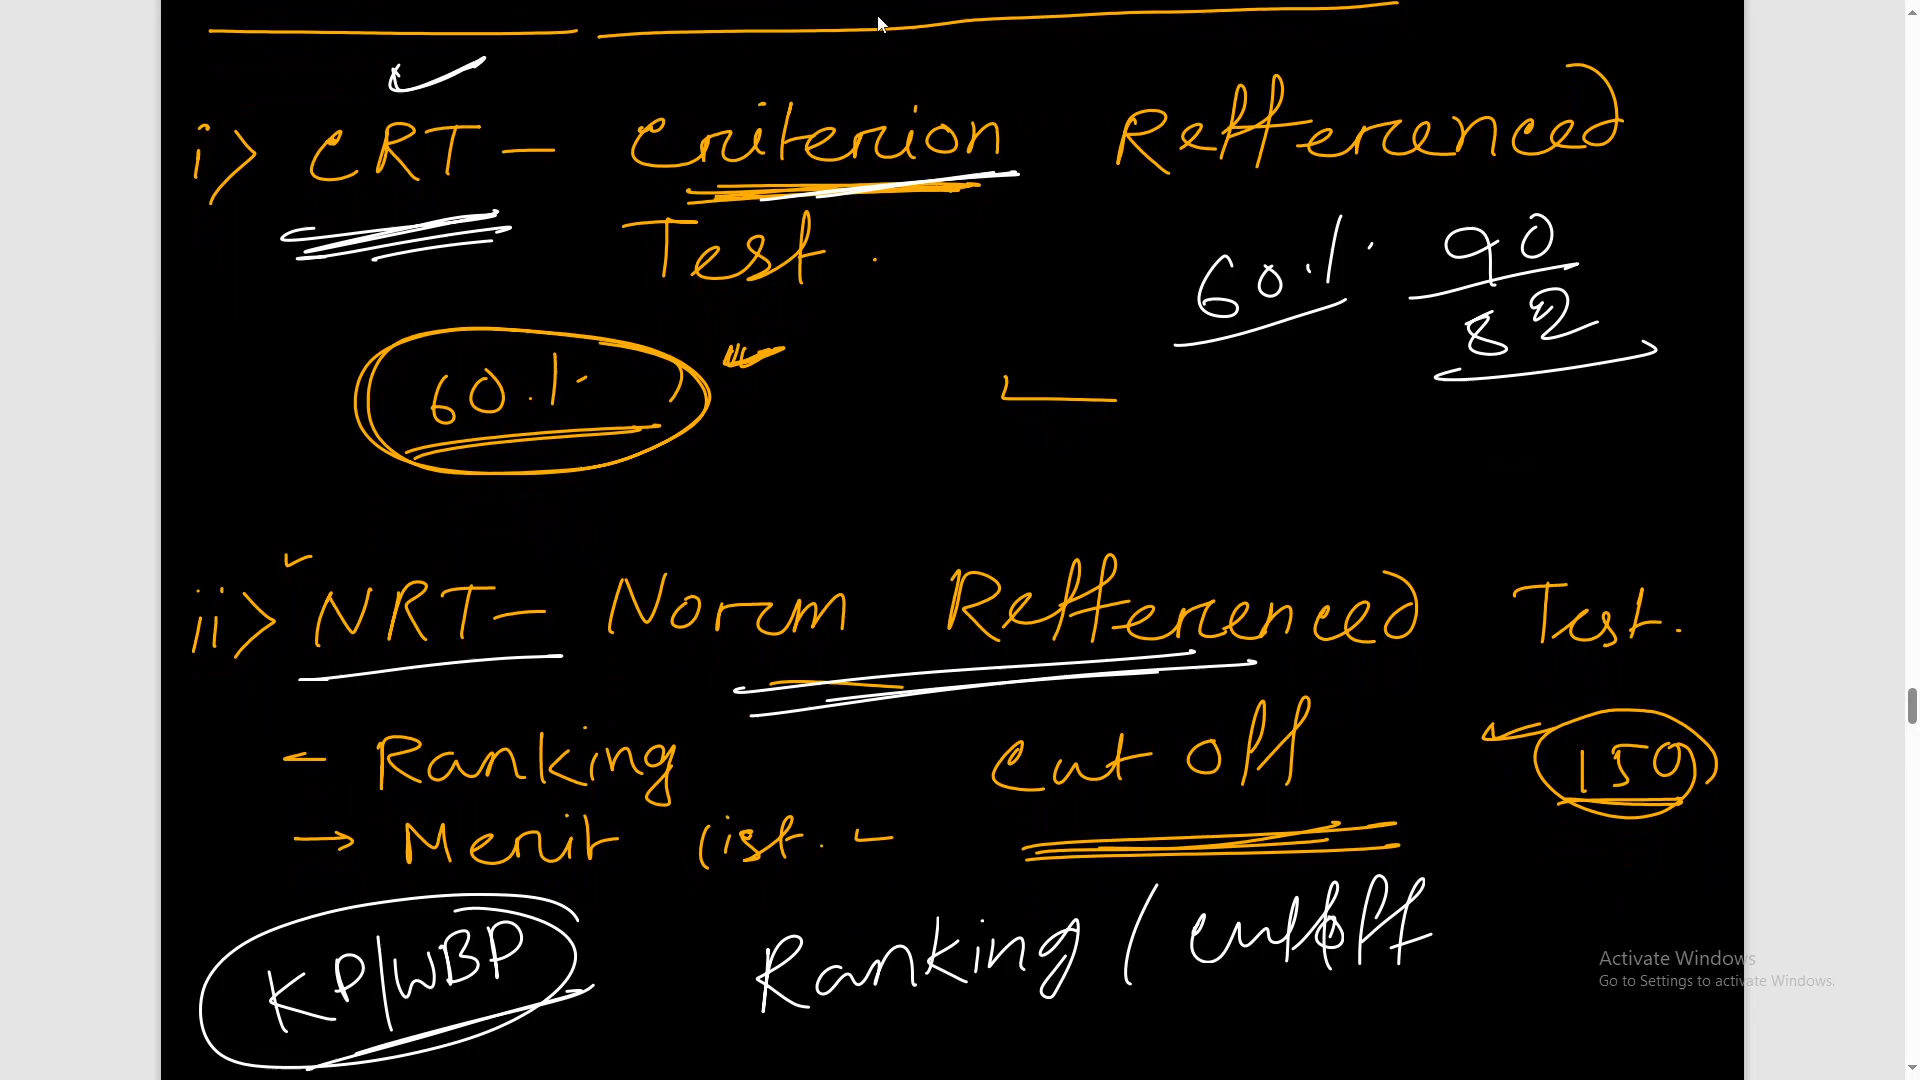 i> CRT - Criterion Refferenced
Test.
60% 90
82
60%
ii> NRT - Norm Refferenced Test.
Ranking Cut off 150
→ Merit list.
KP/WBP Ranking / cutoff
Activate Windows
Go to Settings to activate Windows.